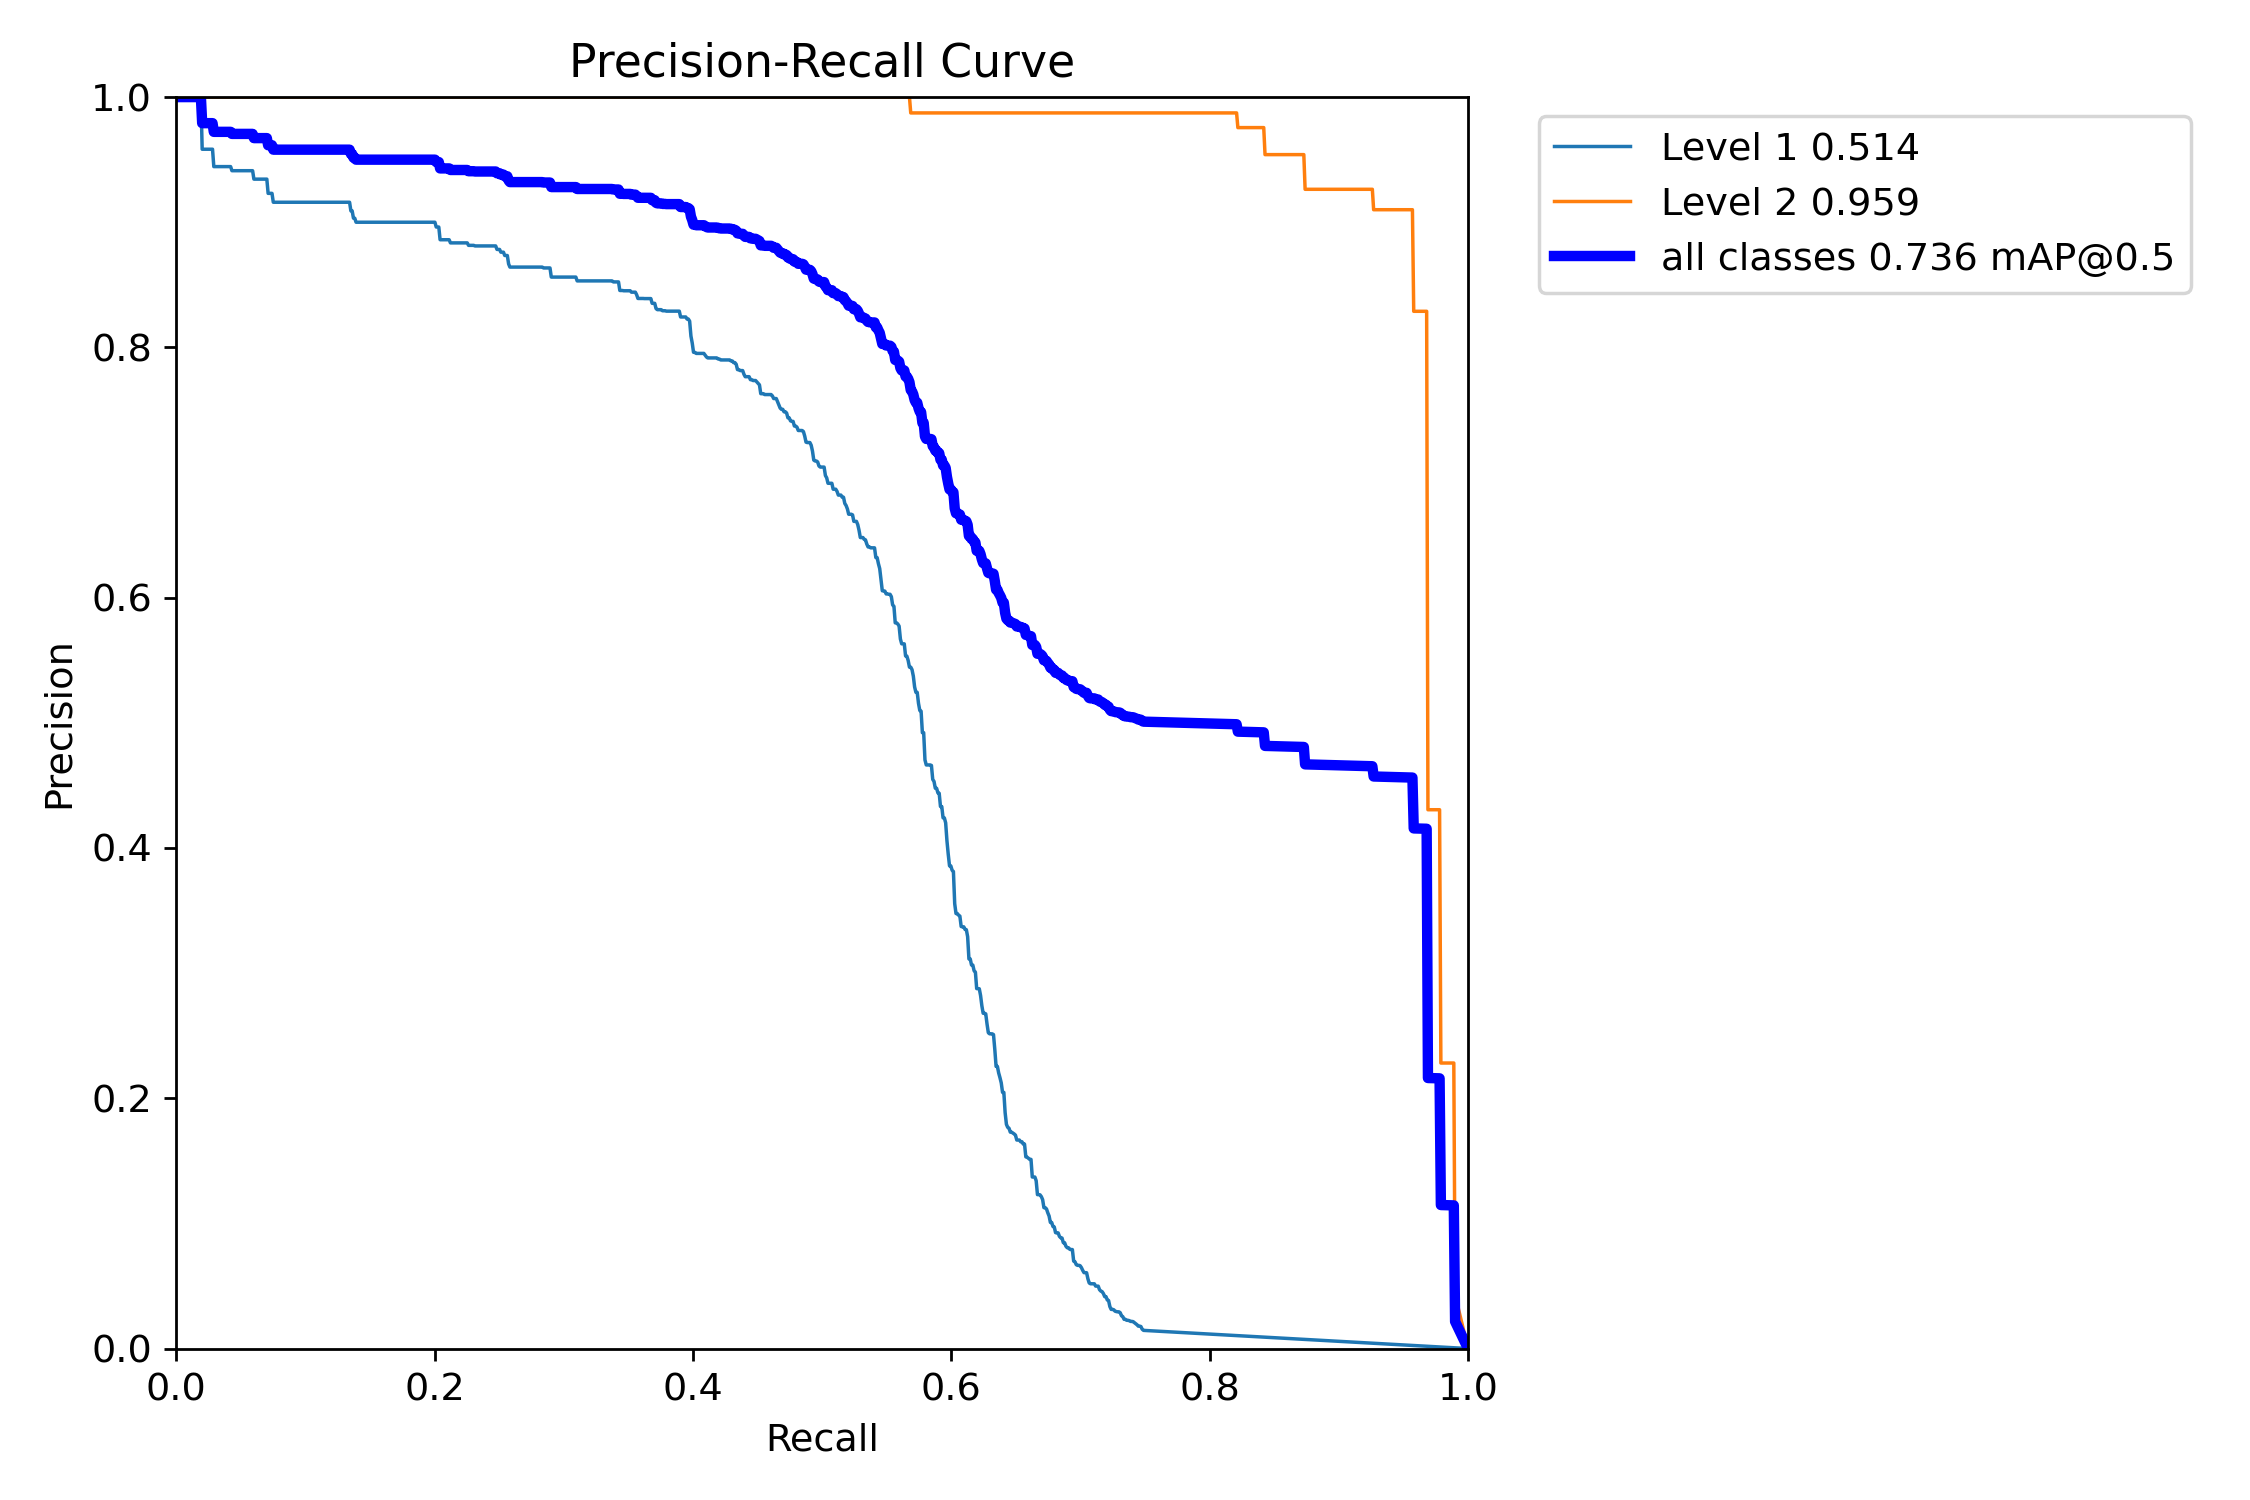 Precision-Recall Curve
1.0
0.8
0.6
0.4
0.2
0.0
Precision
0.0 0.2 0.4 0.6 0.8 1.0
Recall
Level 1 0.514
Level 2 0.959
all classes 0.736 mAP@0.5